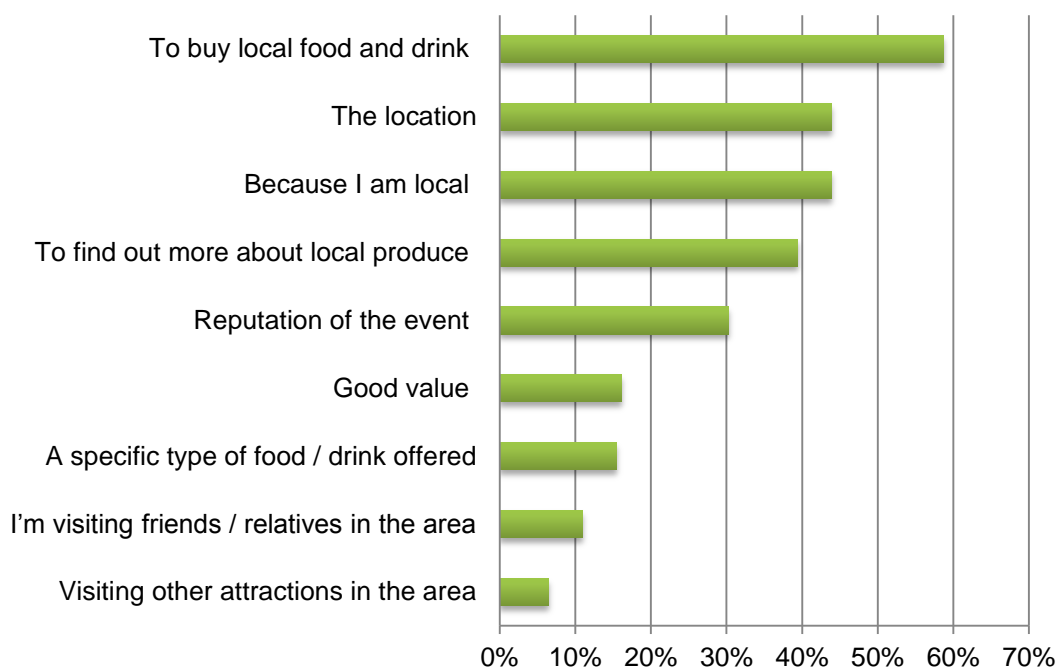 To buy local food and drink
The location
Because I am local
To find out more about local produce
Reputation of the event
Good value
A specific type of food / drink offered
I’m visiting friends / relatives in the area
Visiting other attractions in the area
0% 10% 20% 30% 40% 50% 60% 70%